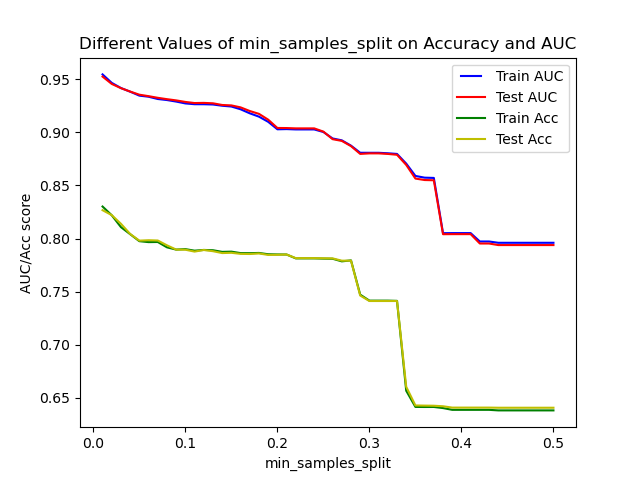 Different Values of min_samples_split on Accuracy and AUC
Train AUC
Test AUC
Train Acc
Test Acc
AUC/Acc score
0.95
0.90
0.85
0.80
0.75
0.70
0.65
0.0 0.1 0.2 0.3 0.4 0.5
min_samples_split